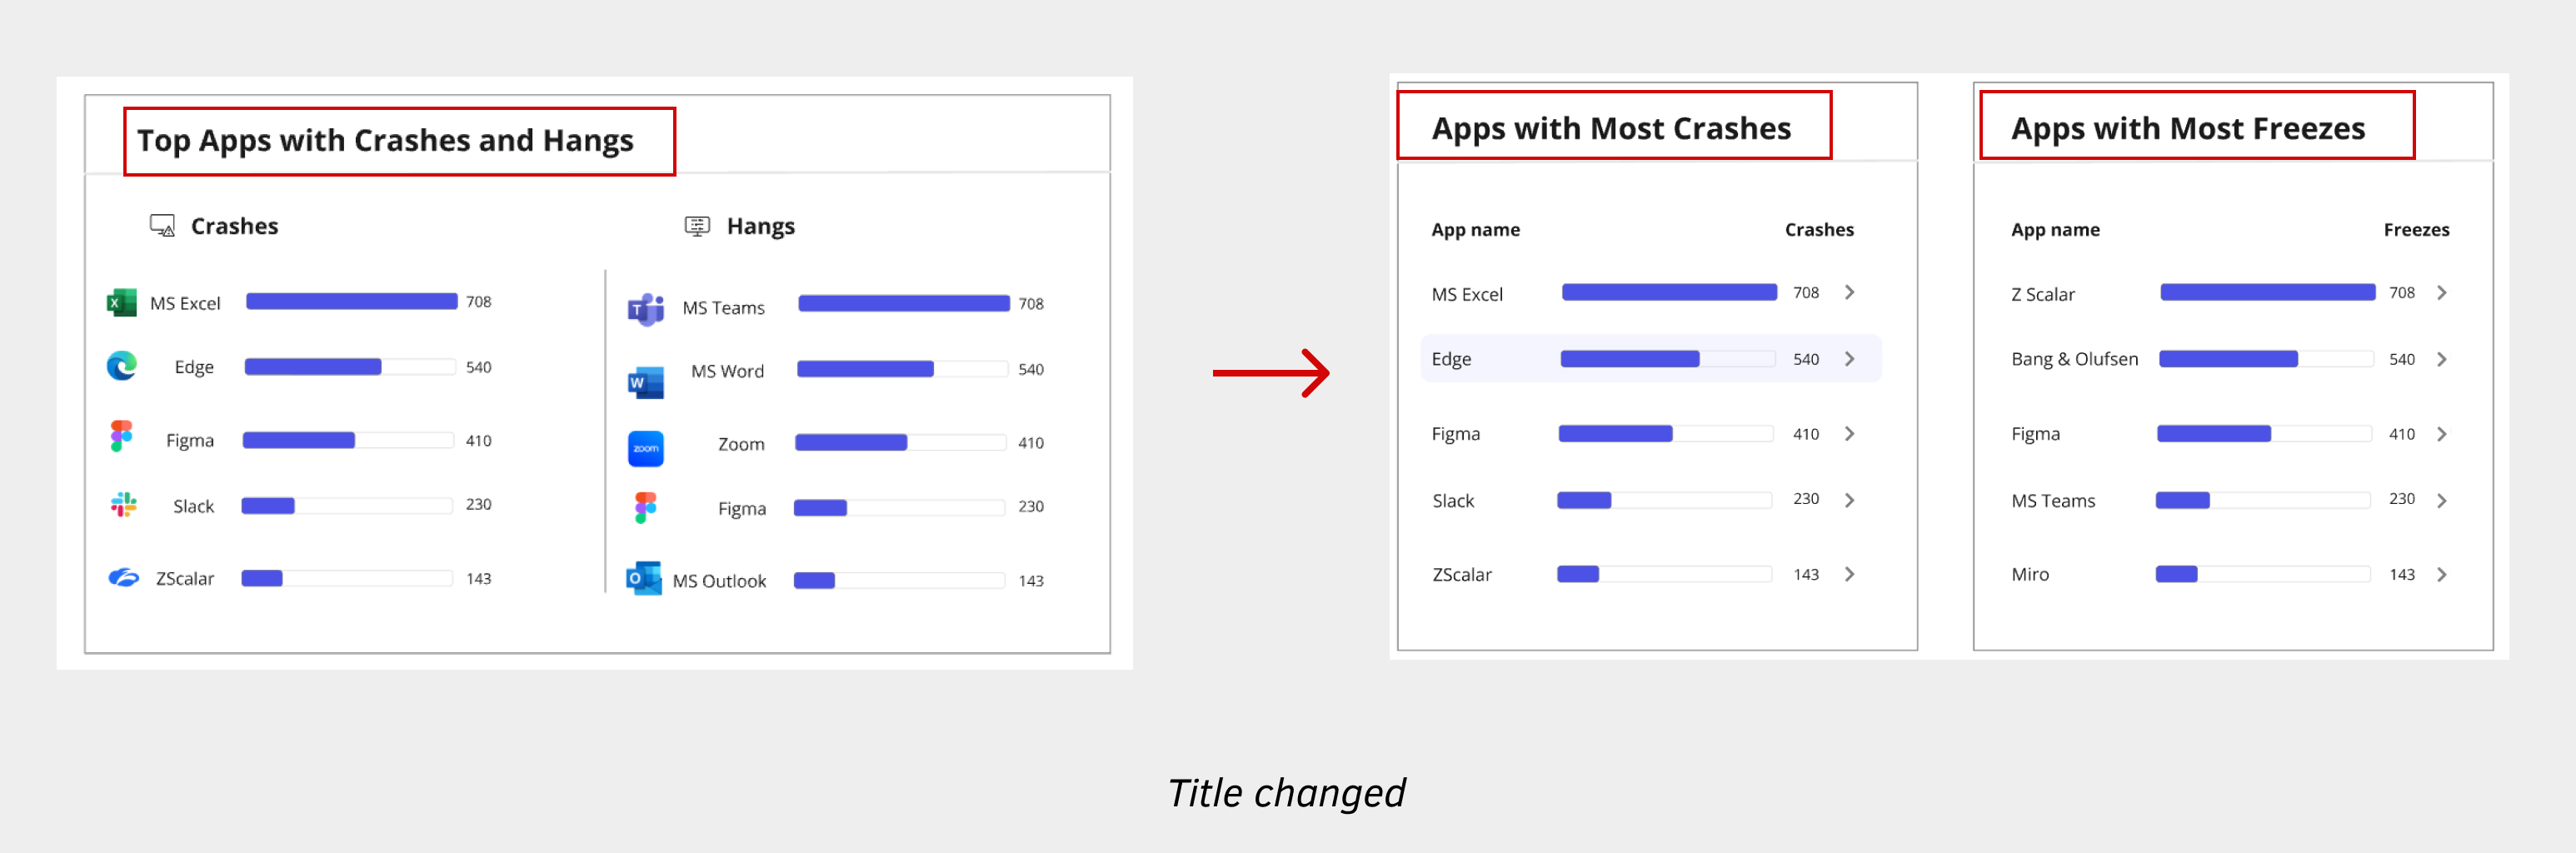 Top Apps with Crashes and Hangs
Crashes
MS Excel 708
Edge 540
Figma 410
Slack 230
ZScalar 143
Hangs
MS Teams 708
MS Word 540
zoom Zoom 410
Figma 230
MS Outlook 143
Apps with Most Crashes
App name Crashes
MS Excel 708
Edge 540
Figma 410
Slack 230
ZScalar 143
Apps with Most Freezes
App name Freezes
Z Scalar 708
Bang & Olufsen 540
Figma 410
MS Teams 230
Miro 143
Title changed